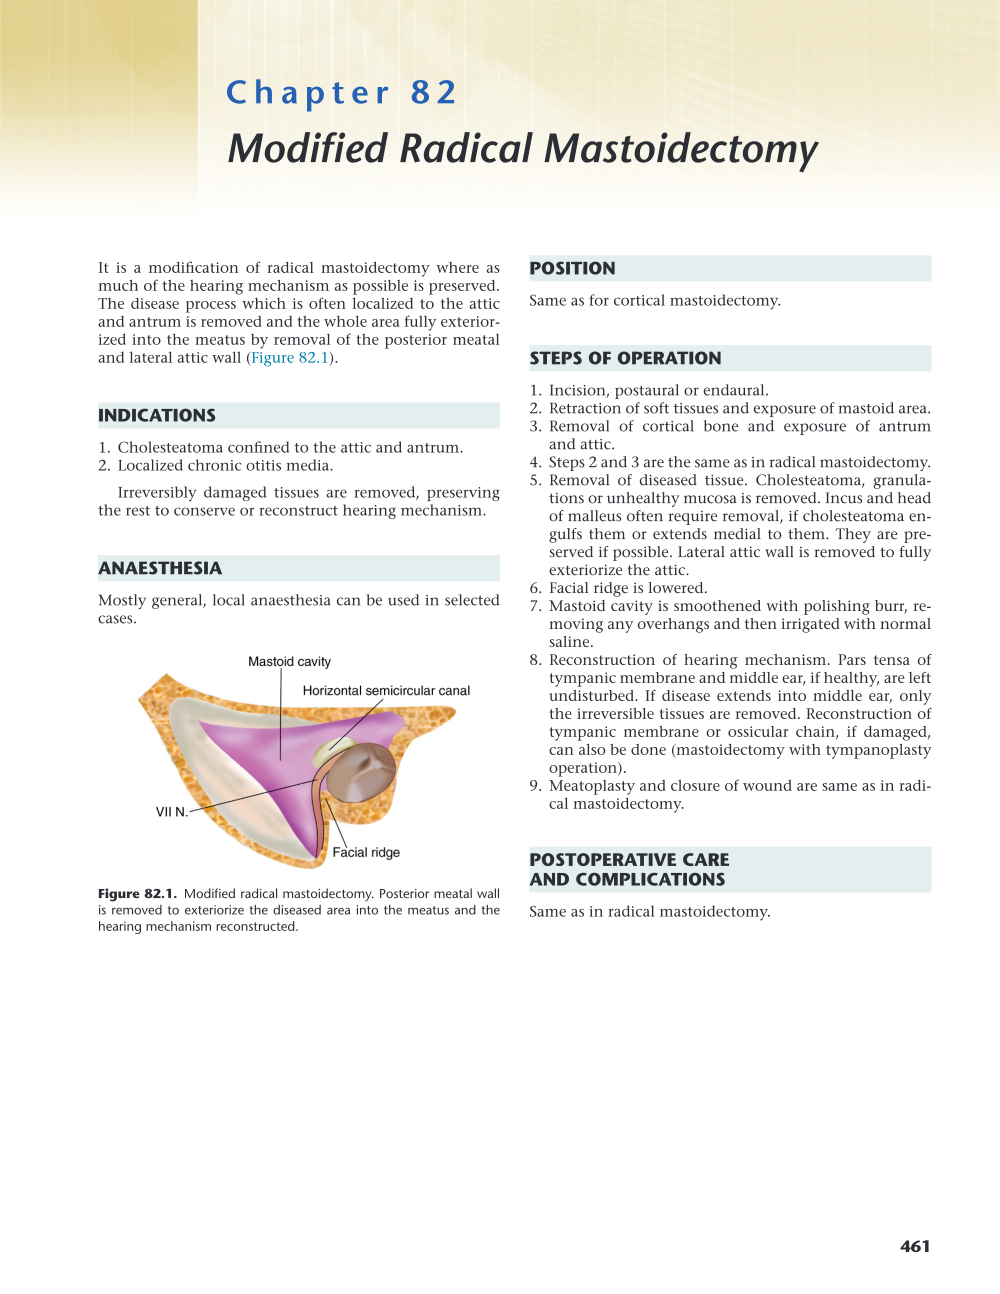 Chapter 82
Modified Radical Mastoidectomy
It is a modification of radical mastoidectomy where as
much of the hearing mechanism as possible is preserved.
The disease process which is often localized to the attic
and antrum is removed and the whole area fully exterior-
ized into the meatus by removal of the posterior meatal
and lateral attic wall (Figure 82.1).
INDICATIONS
1. Cholesteatoma confined to the attic and antrum.
2. Localized chronic otitis media.
Irreversibly damaged tissues are removed, preserving
the rest to conserve or reconstruct hearing mechanism.
ANAESTHESIA
Mostly general, local anaesthesia can be used in selected
cases.
Mastoid cavity
Horizontal semicircular canal
VII N.
Facial ridge
Figure 82.1. Modified radical mastoidectomy. Posterior meatal wall
is removed to exteriorize the diseased area into the meatus and the
hearing mechanism reconstructed.
POSITION
Same as for cortical mastoidectomy.
STEPS OF OPERATION
1. Incision, postaural or endaural.
2. Retraction of soft tissues and exposure of mastoid area.
3. Removal of cortical bone and exposure of antrum
and attic.
4. Steps 2 and 3 are the same as in radical mastoidectomy.
5. Removal of diseased tissue. Cholesteatoma, granula-
tions or unhealthy mucosa is removed. Incus and head
of malleus often require removal, if cholesteatoma en-
gulfs them or extends medial to them. They are pre-
served if possible. Lateral attic wall is removed to fully
exteriorize the attic.
6. Facial ridge is lowered.
7. Mastoid cavity is smoothened with polishing burr, re-
moving any overhangs and then irrigated with normal
saline.
8. Reconstruction of hearing mechanism. Pars tensa of
tympanic membrane and middle ear, if healthy, are left
undisturbed. If disease extends into middle ear, only
the irreversible tissues are removed. Reconstruction of
tympanic membrane or ossicular chain, if damaged,
can also be done (mastoidectomy with tympanoplasty
operation).
9. Meatoplasty and closure of wound are same as in radi-
cal mastoidectomy.
POSTOPERATIVE CARE
AND COMPLICATIONS
Same as in radical mastoidectomy.
461